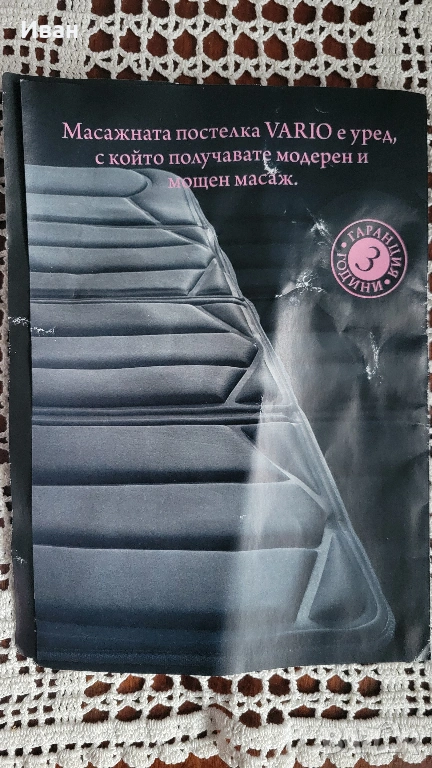 Иван
Масажната постелка VARIO е уред,
с който получавате модерен и
мощен масаж.
ГАРАНЦИЯ
3
ГОДИНИ